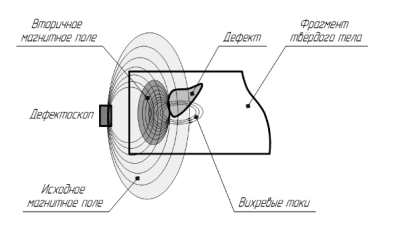 Вторичное
магнитное поле
Дефект
Фрагмент
твердого тела
Дефектоскоп
Исходное
магнитное поле
Вихревые токи